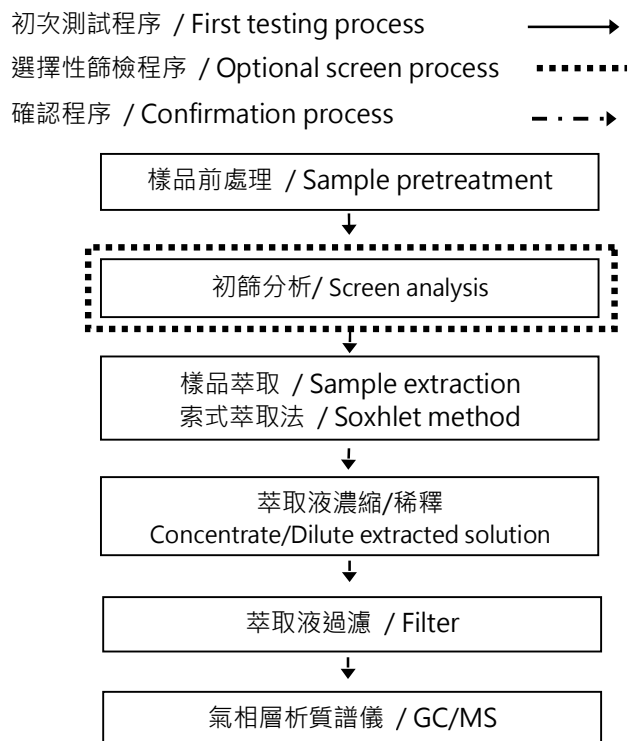 初次測試程序 / First testing process
選擇性篩檢程序 / Optional screen process
確認程序 / Confirmation process
樣品前處理 / Sample pretreatment
初篩分析/ Screen analysis
樣品萃取 / Sample extraction
索式萃取法 / Soxhlet method
萃取液濃縮/稀釋
Concentrate/Dilute extracted solution
萃取液過濾 / Filter
氣相層析質譜儀 / GC/MS